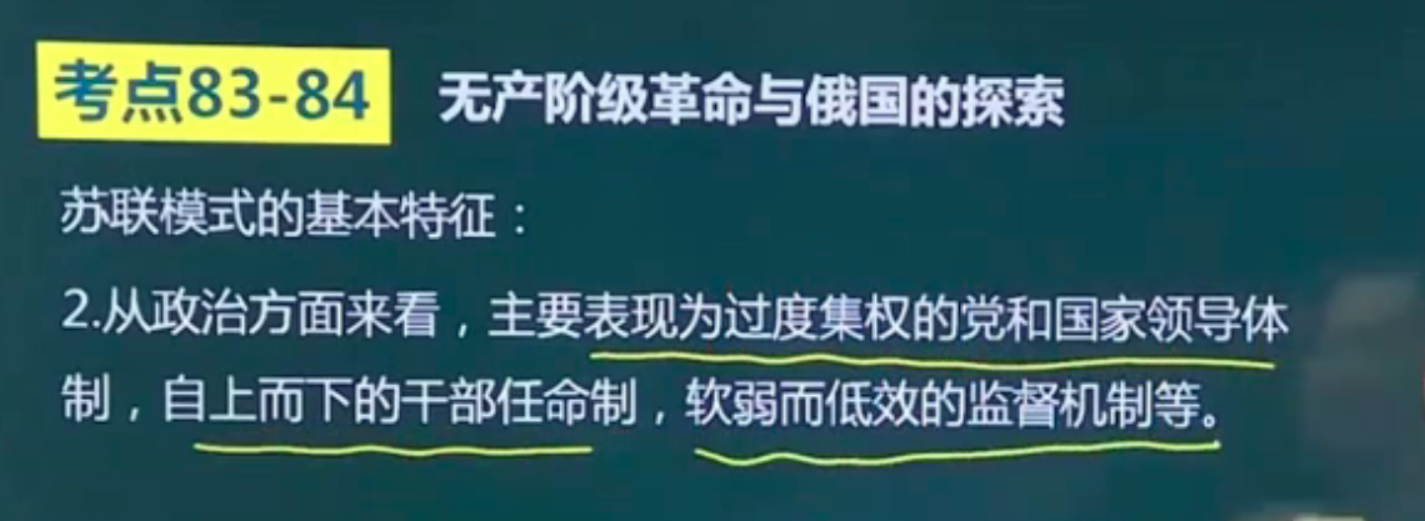 考点83-84 无产阶级革命与俄国的探索
苏联模式的基本特征：
2.从政治方面来看，主要表现为过度集权的党和国家领导体
制，自上而下的干部任命制，软弱而低效的监督机制等。